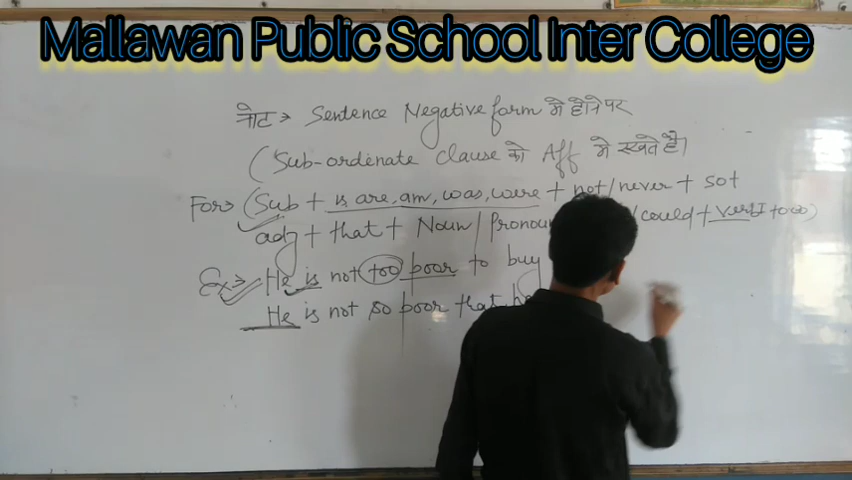 Mallawan Public School Inter College
नोट → Sentence Negative form मे होने पर
(Sub-ordenate Clause को Aff मे रखते है।
For → (Sub + is are, am, was, were + not/never + so+
adj + that + Noun/Pronoun /could + verb I + o)
Ex → He is not too poor to buy
He is not so poor that he